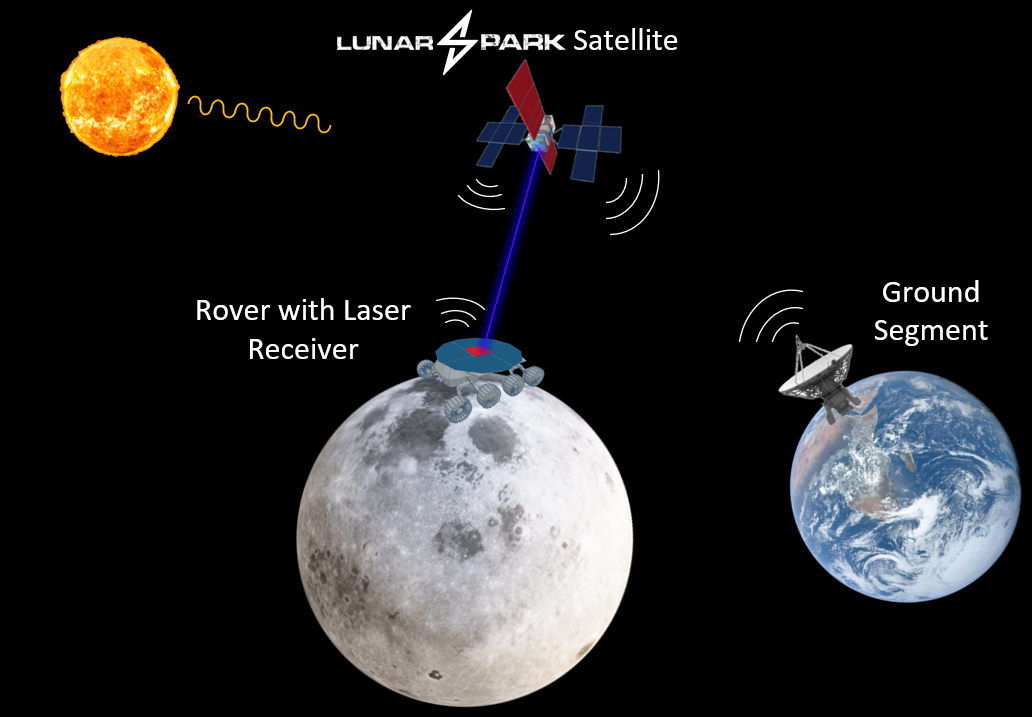 LUNAR SPARK Satellite
Rover with Laser
Receiver
Ground
Segment